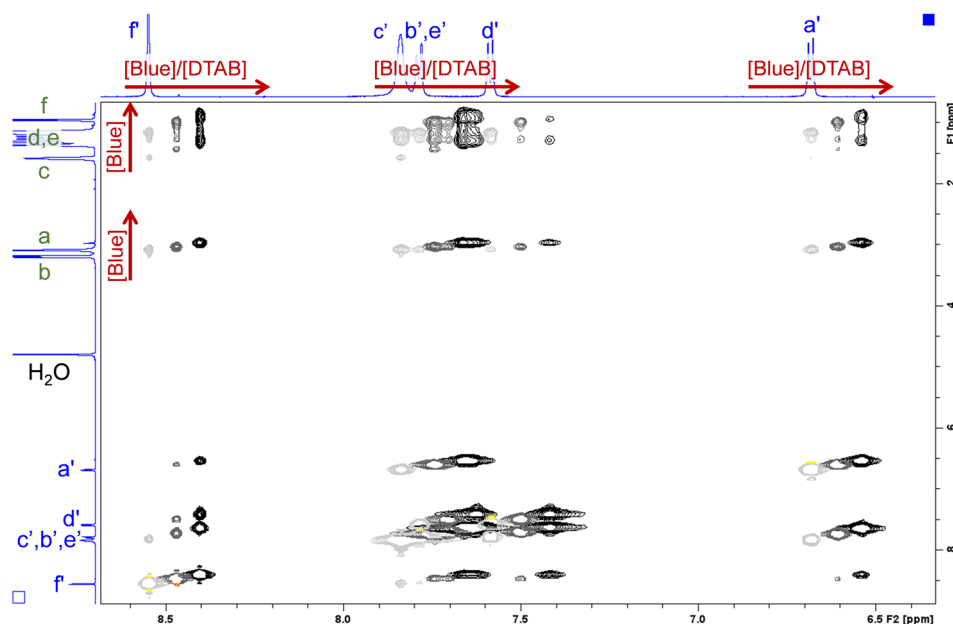 f' c' b',e' d' a'
[Blue]/[DTAB] [Blue]/[DTAB] [Blue]/[DTAB]
f
d,e
c
[Blue]
a
b
[Blue]
H2O
a'
d'
c',b',e'
f'
F1 [ppm]
2
4
6
8
8.5 8.0 7.5 7.0 6.5 F2 [ppm]